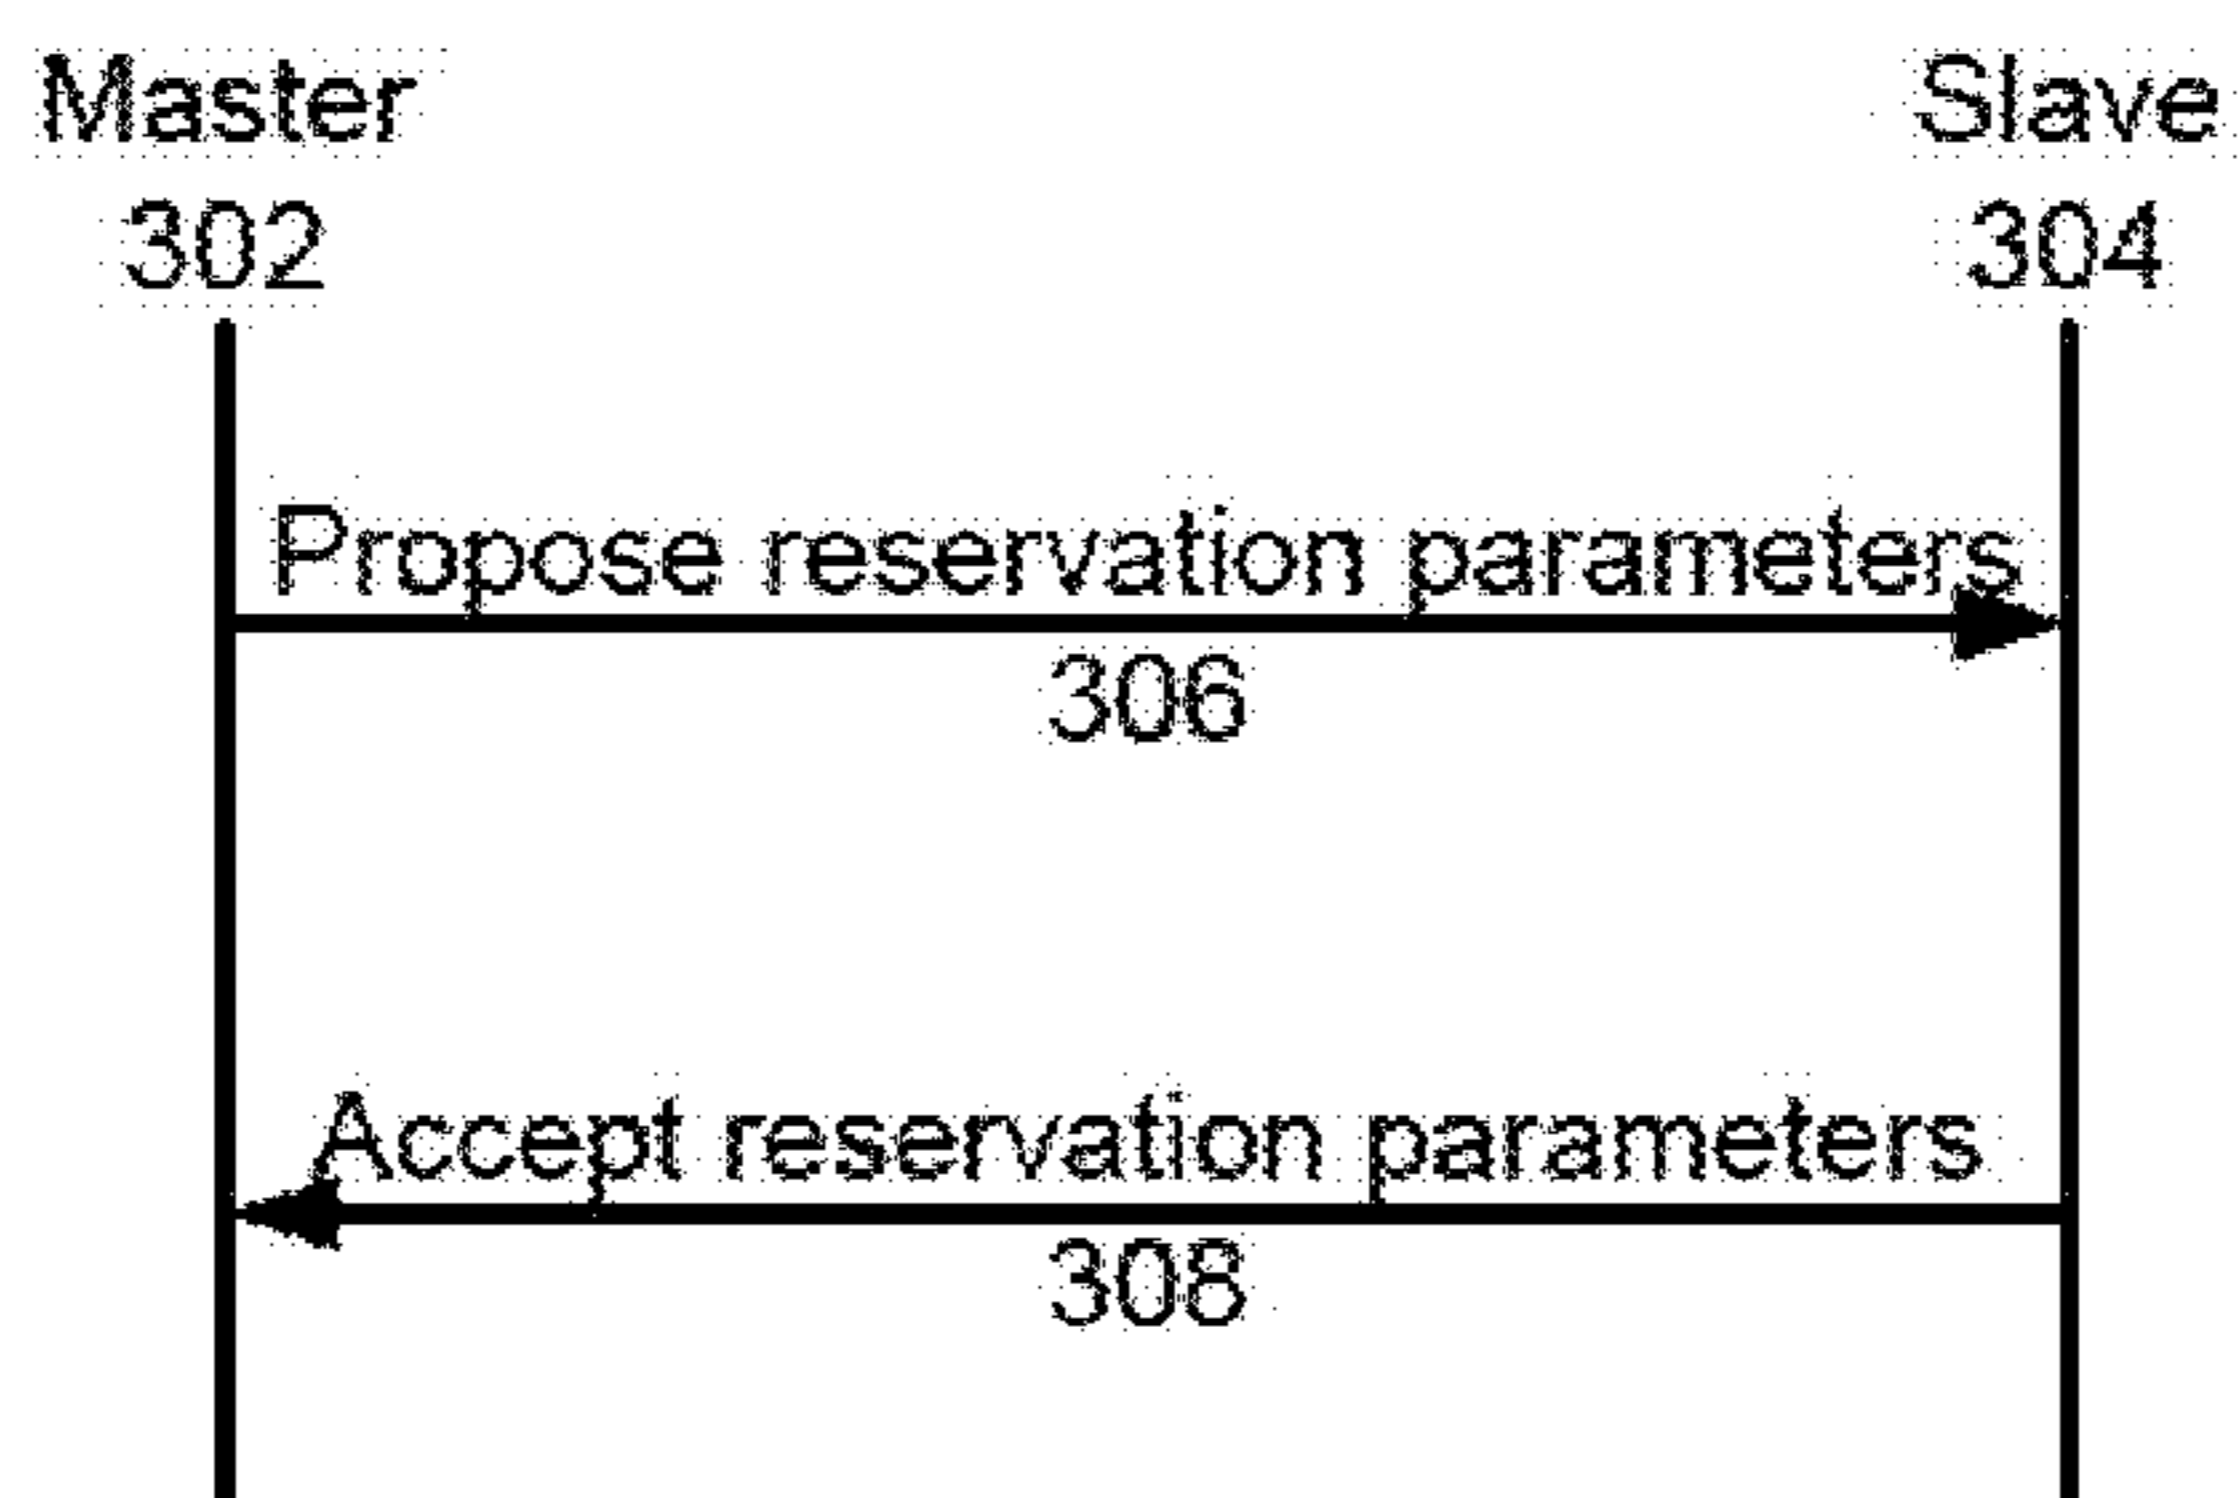 Master
302
Slave
304
Propose reservation parameters
306
Accept reservation parameters
308